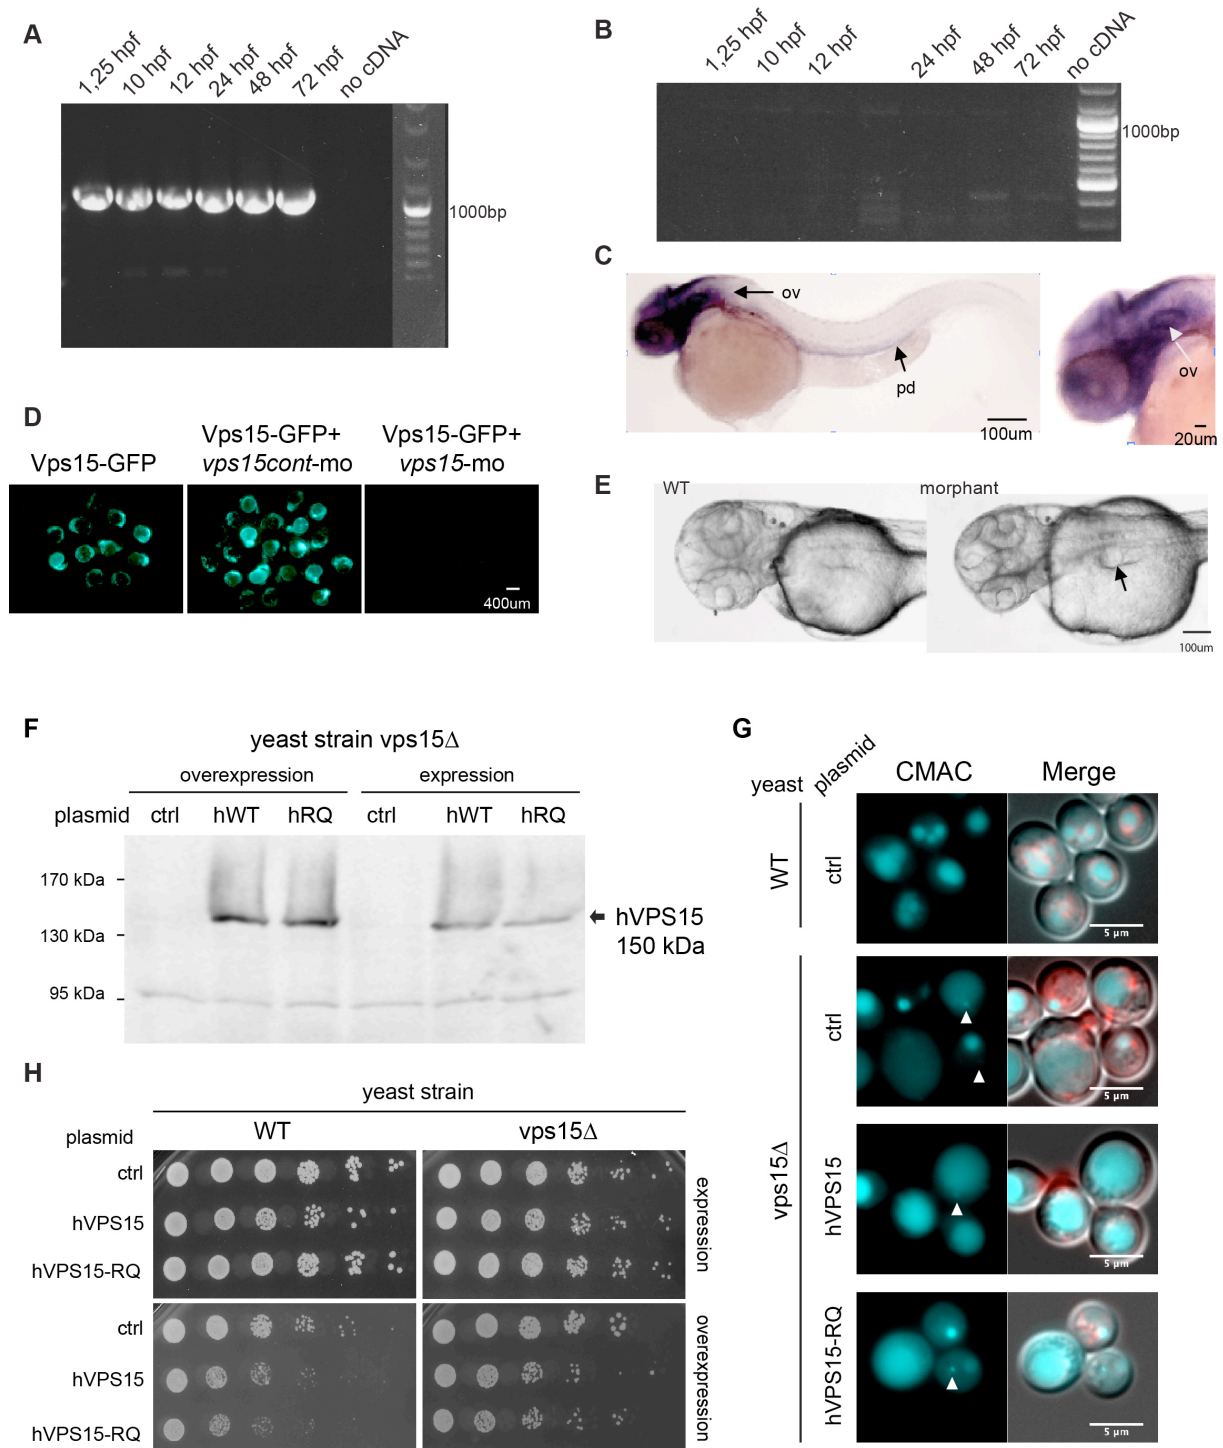 A
1,25 hpf
10 hpf
12 hpf
24 hpf
48 hpf
72 hpf
no cDNA
1000bp
B
1,25 hpf
10 hpf
12 hpf
24 hpf
48 hpf
72 hpf
no cDNA
1000bp
C
ov
pd
100um
ov
20um
D
Vps15-GFP
Vps15-GFP+
vps15cont-mo
Vps15-GFP+
vps15-mo
400um
E
WT
morphant
100um
F
yeast strain vps15Δ
overexpression
expression
plasmid ctrl hWT hRQ ctrl hWT hRQ
170 kDa
130 kDa
95 kDa
hVPS15
150 kDa
G
yeast
plasmid
CMAC
Merge
WT
ctrl
5 µm
vps15Δ
ctrl
5 µm
hVPS15
5 µm
hVPS15-RQ
5 µm
H
yeast strain
plasmid
WT
vps15Δ
ctrl
hVPS15
hVPS15-RQ
expression
ctrl
hVPS15
hVPS15-RQ
overexpression